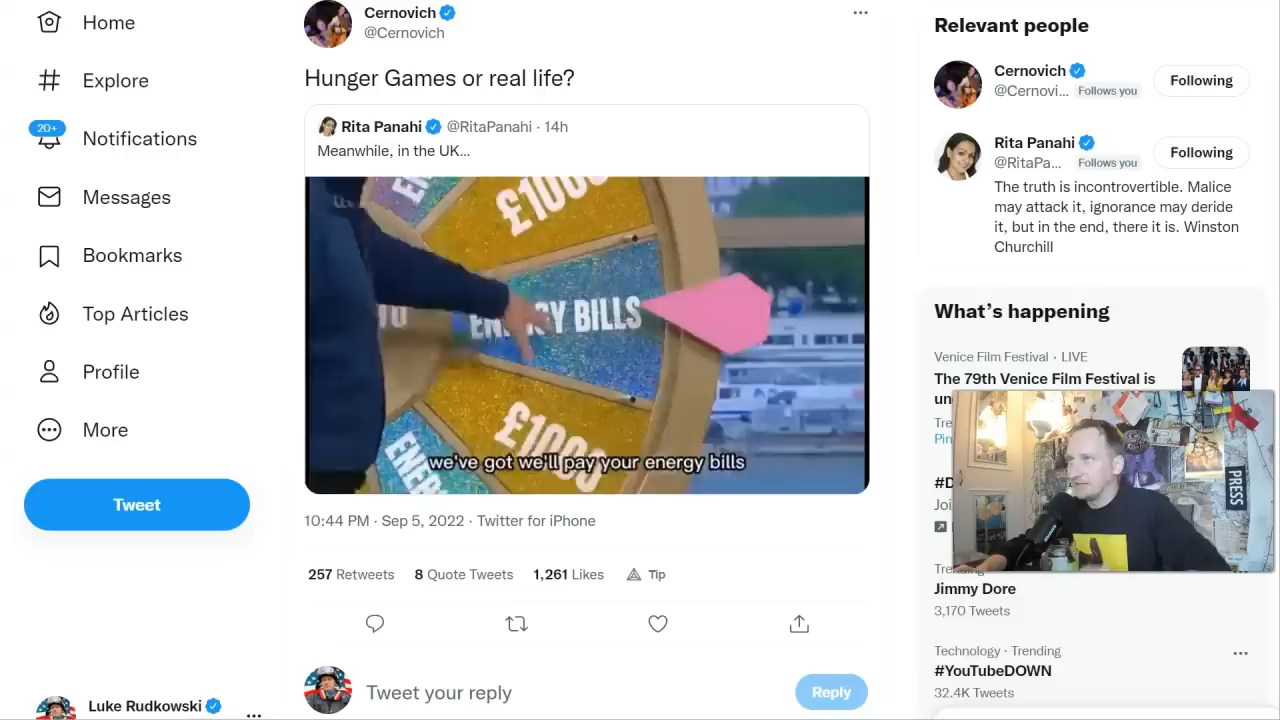 Home
Explore
20+
Notifications
Messages
Bookmarks
Top Articles
Profile
More
Tweet
Luke Rudkowski
Cernovich
@Cernovich
Hunger Games or real life?
Rita Panahi @RitaPanahi · 14h
Meanwhile, in the UK...
£1000
BILLS
£1000
we've got we'll pay your energy bills
10:44 PM · Sep 5, 2022 · Twitter for iPhone
257 Retweets 8 Quote Tweets 1,261 Likes Tip
Tweet your reply
Reply
Relevant people
Cernovich
@Cernovi... Follows you
Following
Rita Panahi
@RitaPa... Follows you
Following
The truth is incontrovertible. Malice
may attack it, ignorance may deride
it, but in the end, there it is. Winston
Churchill
What's happening
Venice Film Festival · LIVE
The 79th Venice Film Festival is
PRESS
Jimmy Dore
3,170 Tweets
Technology · Trending
#YouTubeDOWN
32.4K Tweets